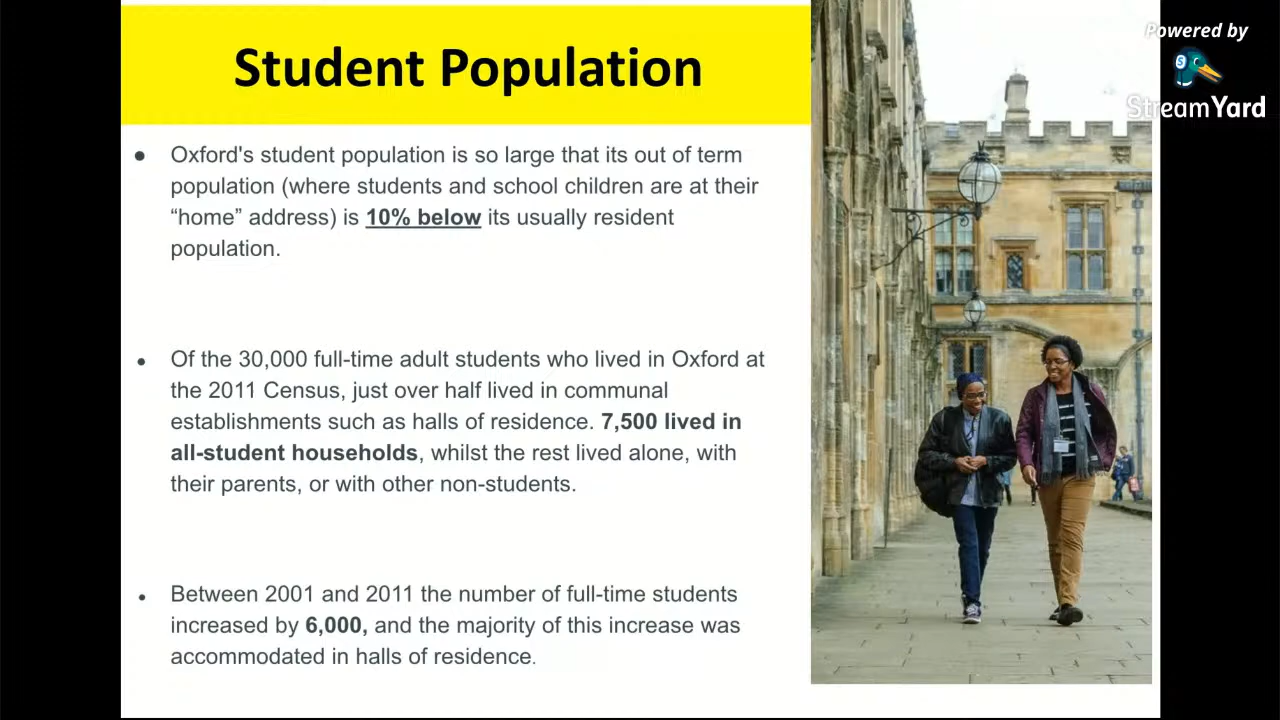 Student Population
Powered by
StreamYard
● Oxford's student population is so large that its out of term
population (where students and school children are at their
“home” address) is 10% below its usually resident
population.
● Of the 30,000 full-time adult students who lived in Oxford at
the 2011 Census, just over half lived in communal
establishments such as halls of residence. 7,500 lived in
all-student households, whilst the rest lived alone, with
their parents, or with other non-students.
● Between 2001 and 2011 the number of full-time students
increased by 6,000, and the majority of this increase was
accommodated in halls of residence.